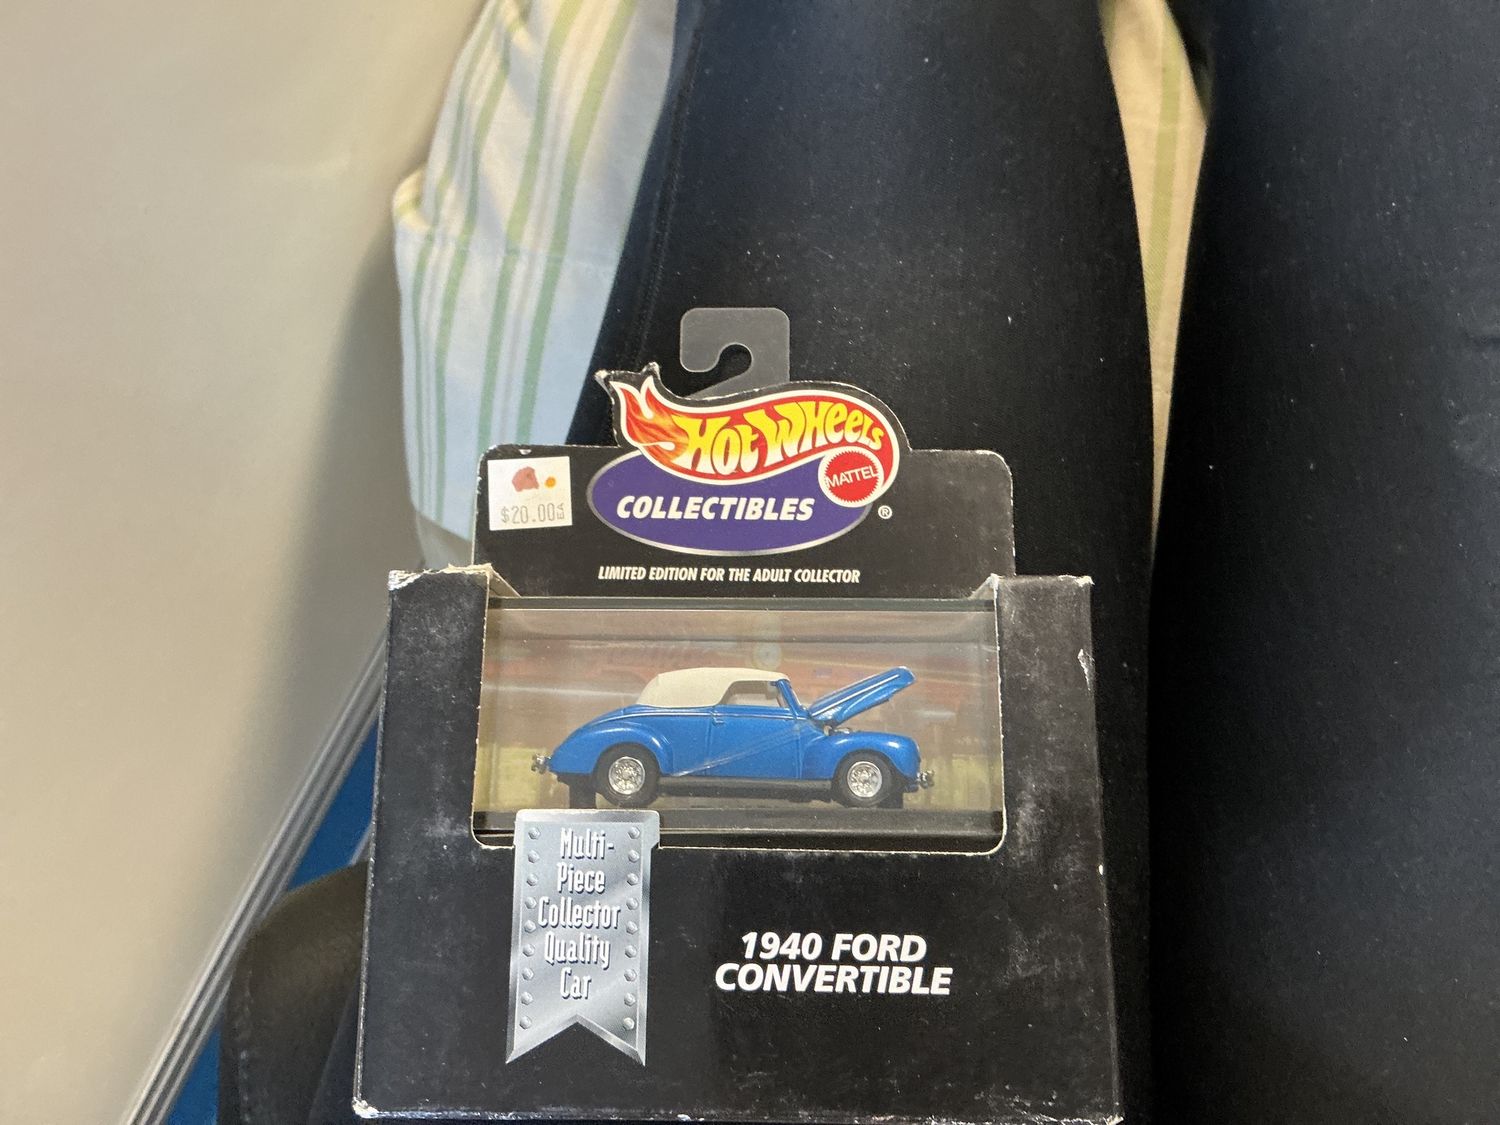 Hot Wheels
MATTEL
$20.00
COLLECTIBLES
®
LIMITED EDITION FOR THE ADULT COLLECTOR
Multi-
Piece
Collector
Quality
Car
1940 FORD
CONVERTIBLE